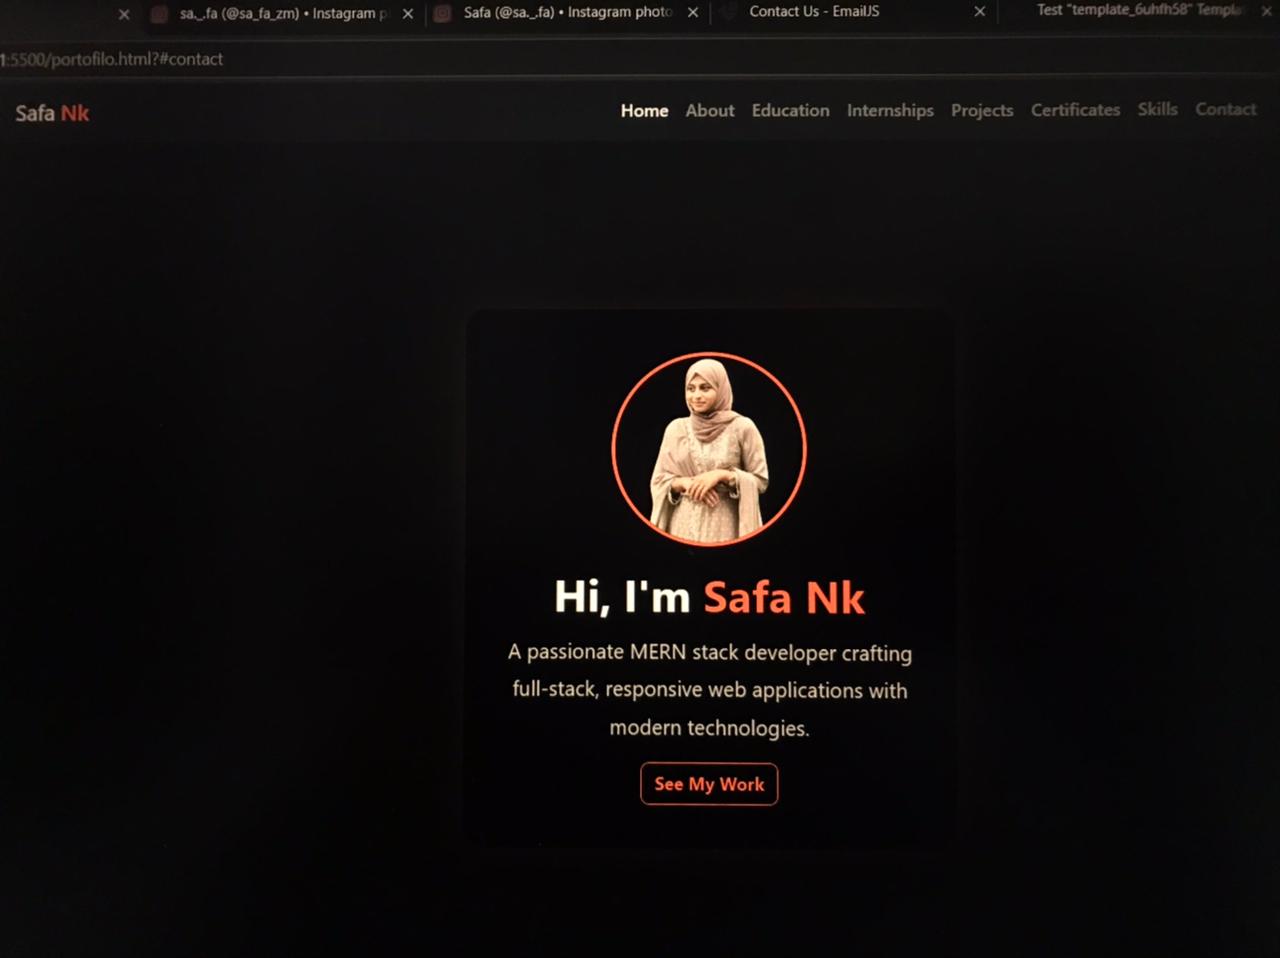 sa._.fa (@sa_fa_zm) • Instagram p
Safa (@sa._.fa) • Instagram photo
Contact Us - EmailJS
Test "template_6uhfh58" Templa
1:5500/portofilo.html?#contact
Safa Nk
Home About Education Internships Projects Certificates Skills Contact
Hi, I'm Safa Nk
A passionate MERN stack developer crafting
full-stack, responsive web applications with
modern technologies.
See My Work